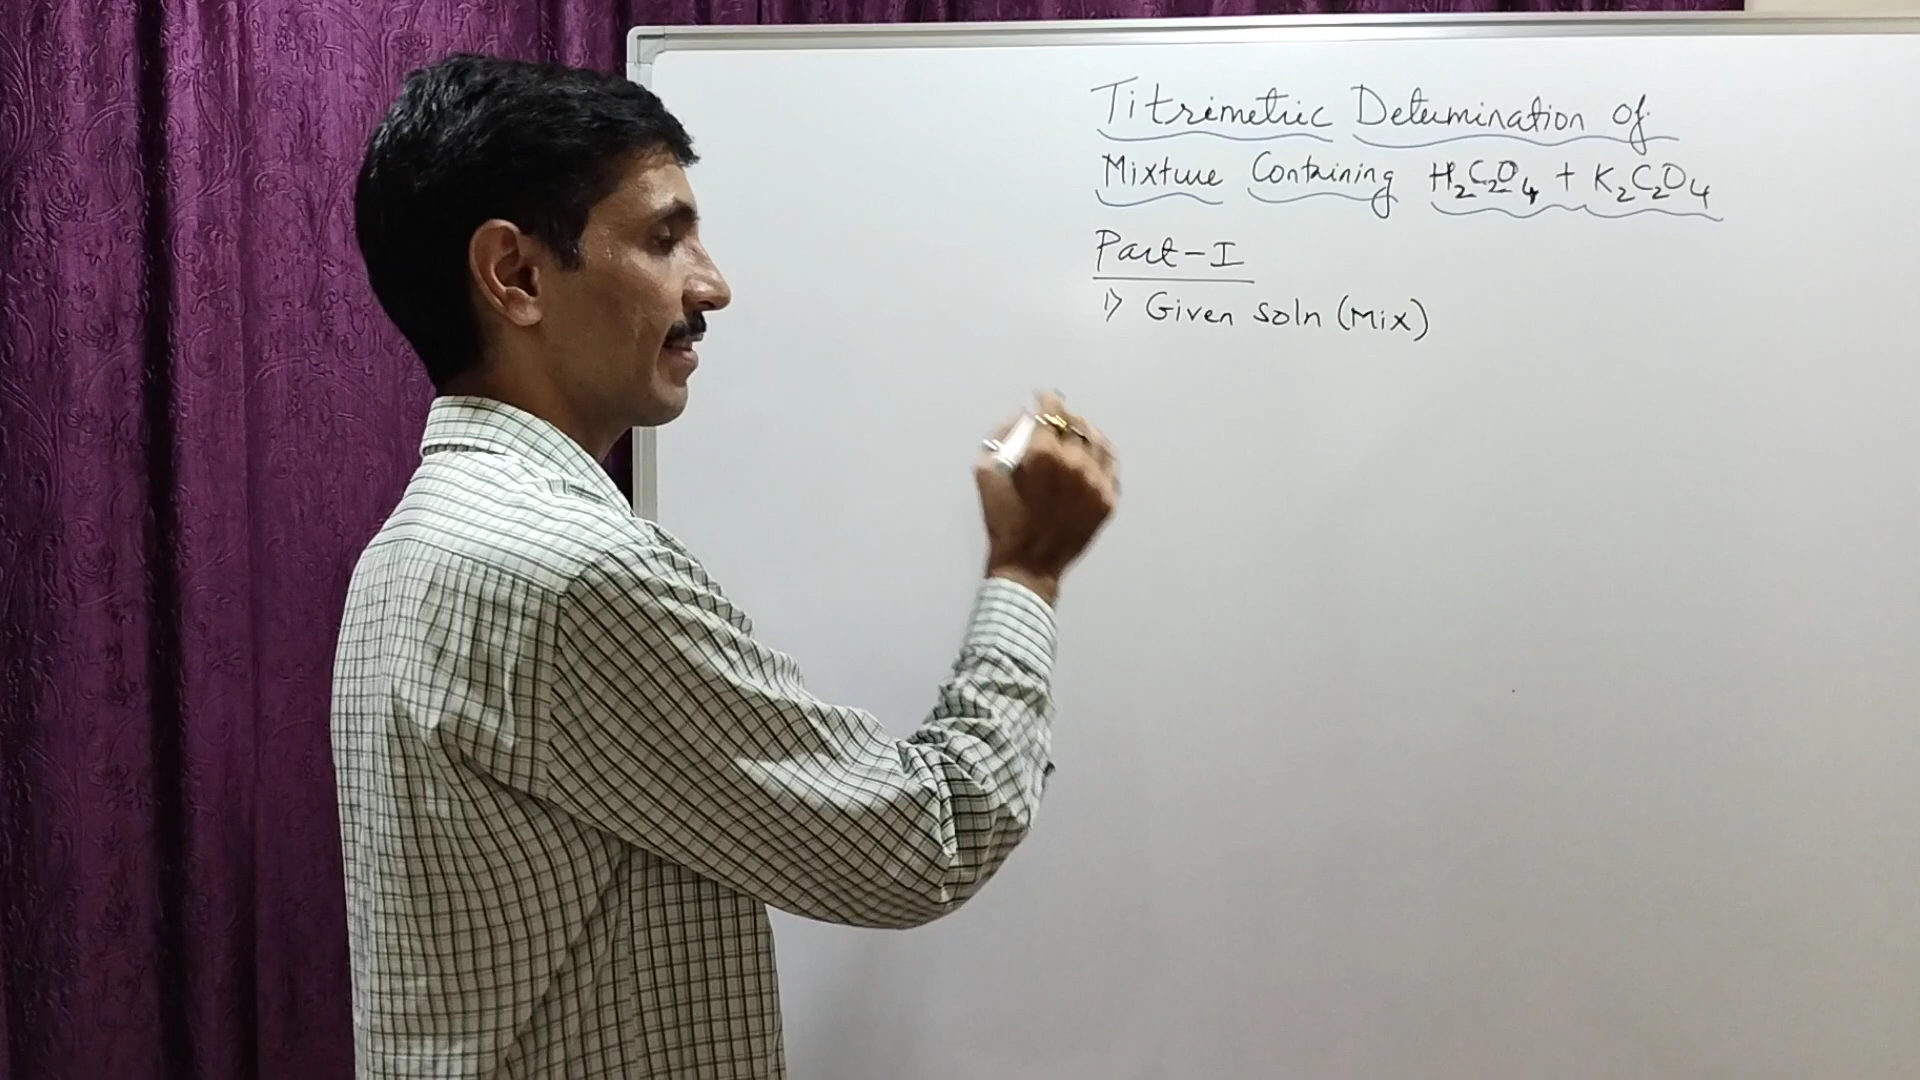 Titrimetric Determination of
Mixture Containing H₂C₂O₄ + K₂C₂O₄
Part-I
1) Given soln (Mix)